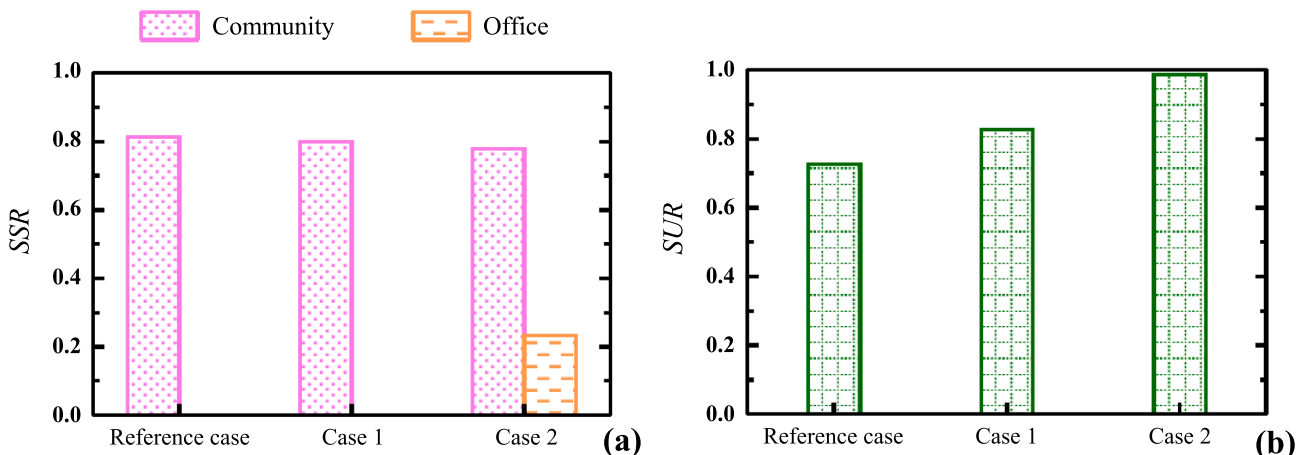 Community Office
1.0
0.8
0.6
0.4
0.2
0.0
SSR
Reference case Case 1 Case 2 (a)
1.0
0.8
0.6
0.4
0.2
0.0
SUR
Reference case Case 1 Case 2 (b)